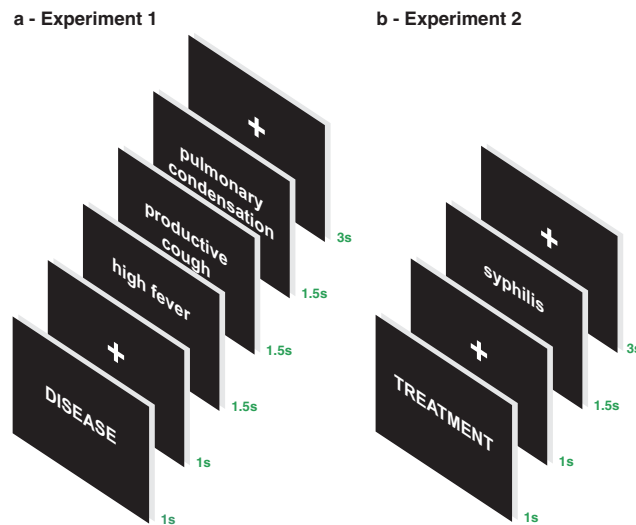 a - Experiment 1
DISEASE
1s
1s
high fever
1.5s
productive
cough
1.5s
pulmonary
condensation
1.5s
3s
b - Experiment 2
TREATMENT
1s
1s
syphilis
1.5s
3s